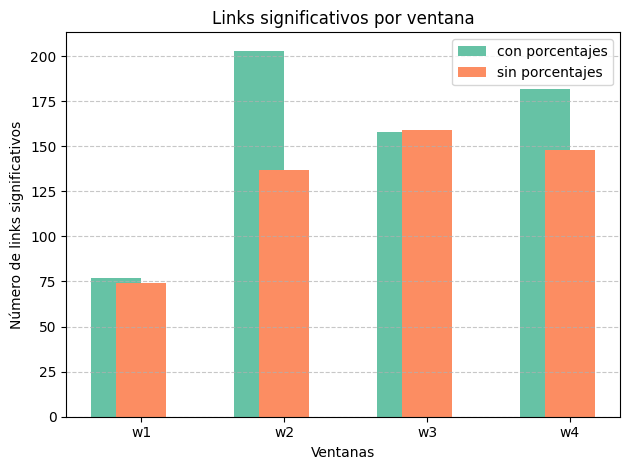 Links significativos por ventana
con porcentajes
sin porcentajes
Número de links significativos
200
175
150
125
100
75
50
25
0
w1 w2 w3 w4
Ventanas